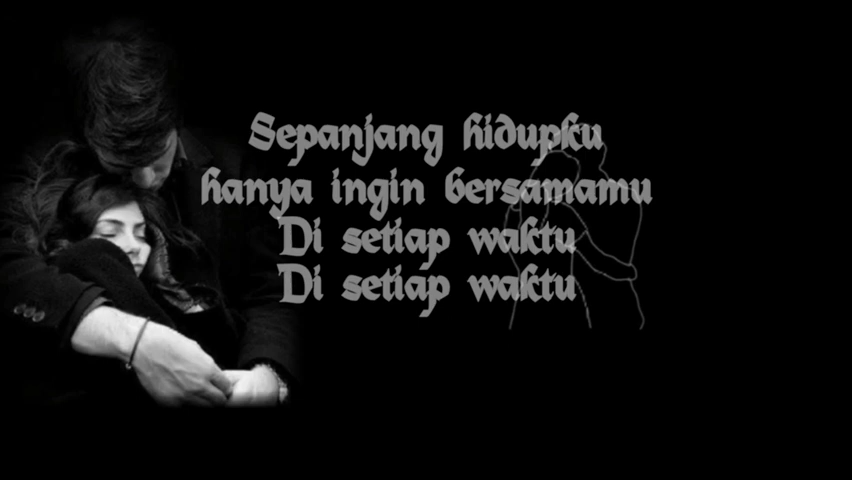 Sepanjang hidupku
hanya ingin bersamamu
Di setiap waktu
Di setiap waktu